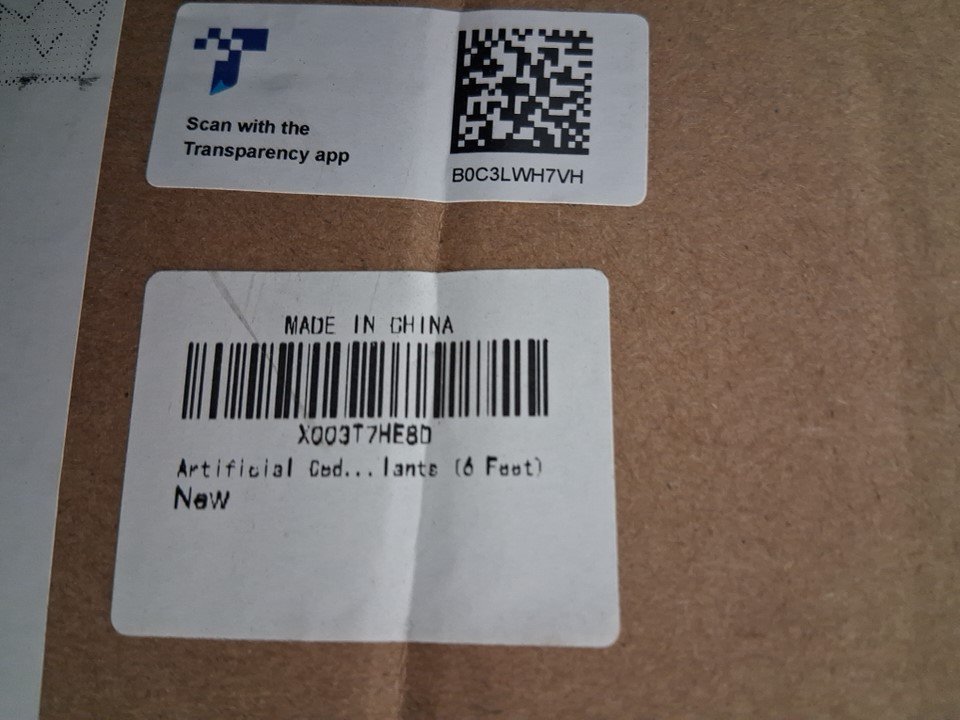 Scan with the
Transparency app
B0C3LWH7VH
MADE IN CHINA
X003T7HE8D
Artificial Ced...lants (6 Feet)
New